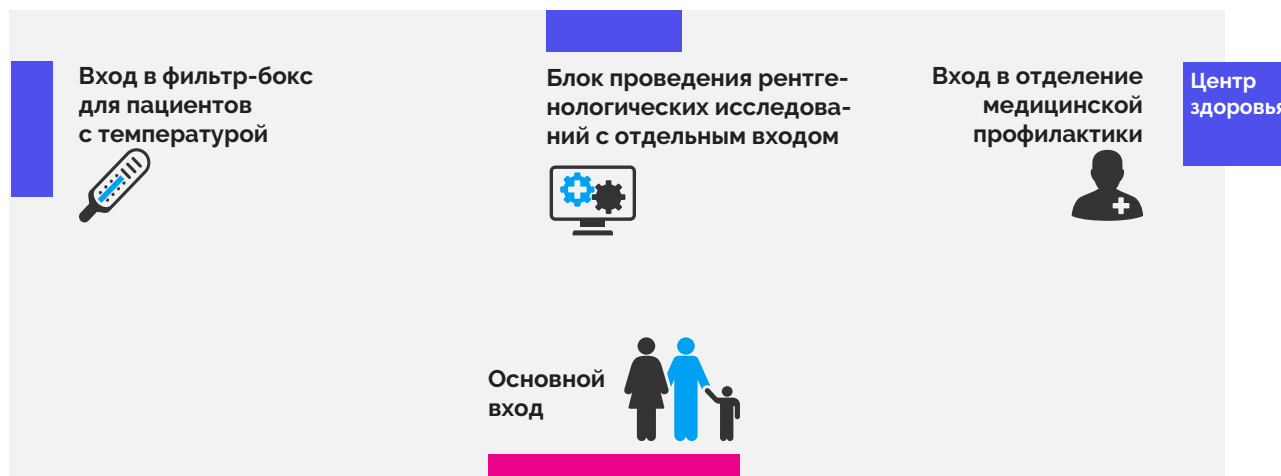 Вход в фильтр-бокс
для пациентов
с температурой
Блок проведения рентге-
нологических исследова-
ний с отдельным входом
Вход в отделение
медицинской
профилактики
Центр
здоровья
Основной
вход